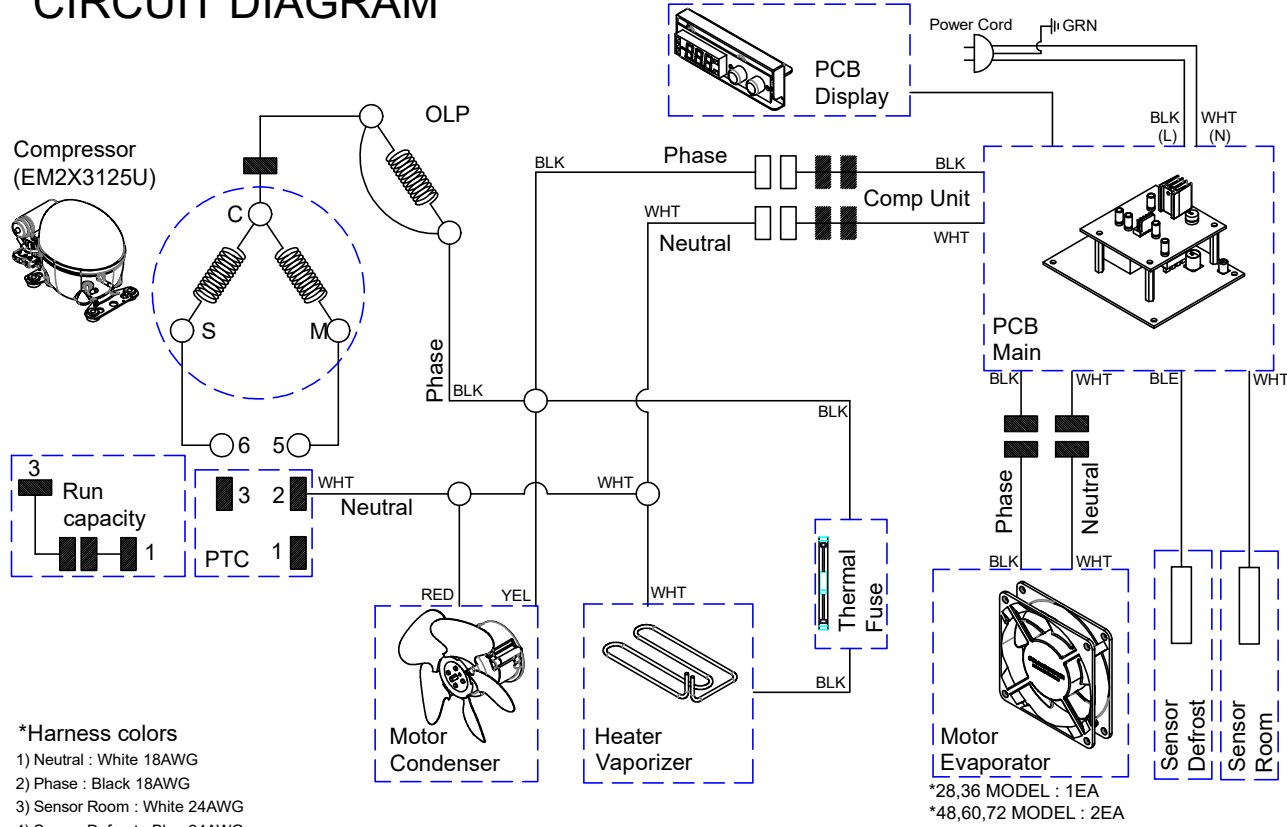 CIRCUIT DIAGRAM
Power Cord
GRN
PCB
Display
OLP
BLK
(L)
WHT
(N)
Compressor
(EM2X3125U)
BLK
Phase
BLK
Comp Unit
WHT
Neutral
WHT
C
S
M
PCB
Main
Phase
BLK
BLK
BLK
WHT
BLE
WHT
6
5
3
Run
capacity
1
3
2
PTC
1
WHT
Neutral
WHT
Phase
Neutral
RED
YEL
WHT
Thermal
Fuse
BLK
WHT
BLK
Motor
Condenser
Heater
Vaporizer
Motor
Evaporator
Sensor
Defrost
Sensor
Room
*28,36 MODEL : 1EA
*48,60,72 MODEL : 2EA
*Harness colors
1) Neutral : White 18AWG
2) Phase : Black 18AWG
3) Sensor Room : White 24AWG